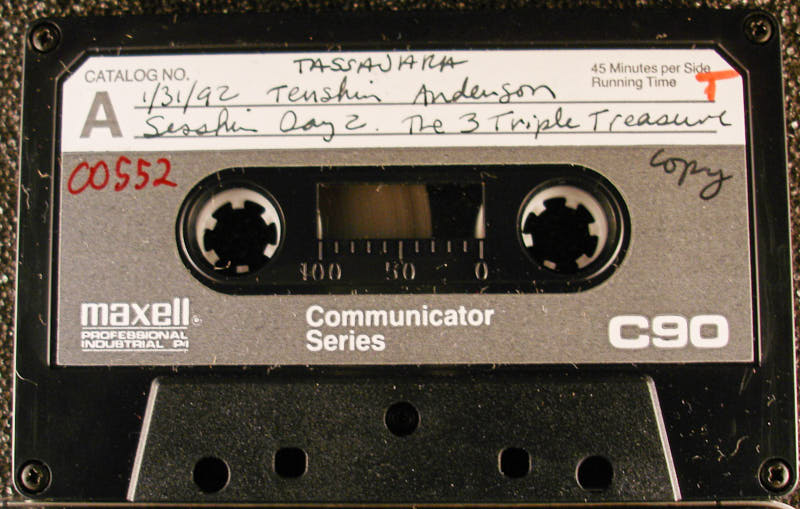 TASSAJARA
CATALOG NO.
45 Minutes per Side
Running Time
T
A
1/31/92 Tenshin Anderson
Sesshin Day 2. The 3 Triple Treasure
00552
copy
100 50 0
maxell
PROFESSIONAL
INDUSTRIAL P-I
Communicator
Series
C90